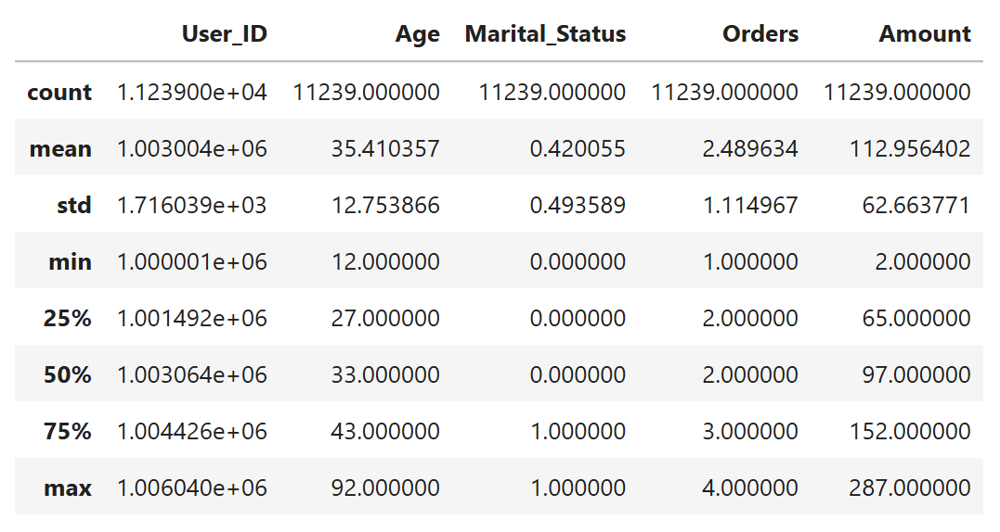 User_ID Age Marital_Status Orders Amount
count 1.123900e+04 11239.000000 11239.000000 11239.000000 11239.000000
mean 1.003004e+06 35.410357 0.420055 2.489634 112.956402
std 1.716039e+03 12.753866 0.493589 1.114967 62.663771
min 1.000001e+06 12.000000 0.000000 1.000000 2.000000
25% 1.001492e+06 27.000000 0.000000 2.000000 65.000000
50% 1.003064e+06 33.000000 0.000000 2.000000 97.000000
75% 1.004426e+06 43.000000 1.000000 3.000000 152.000000
max 1.006040e+06 92.000000 1.000000 4.000000 287.000000